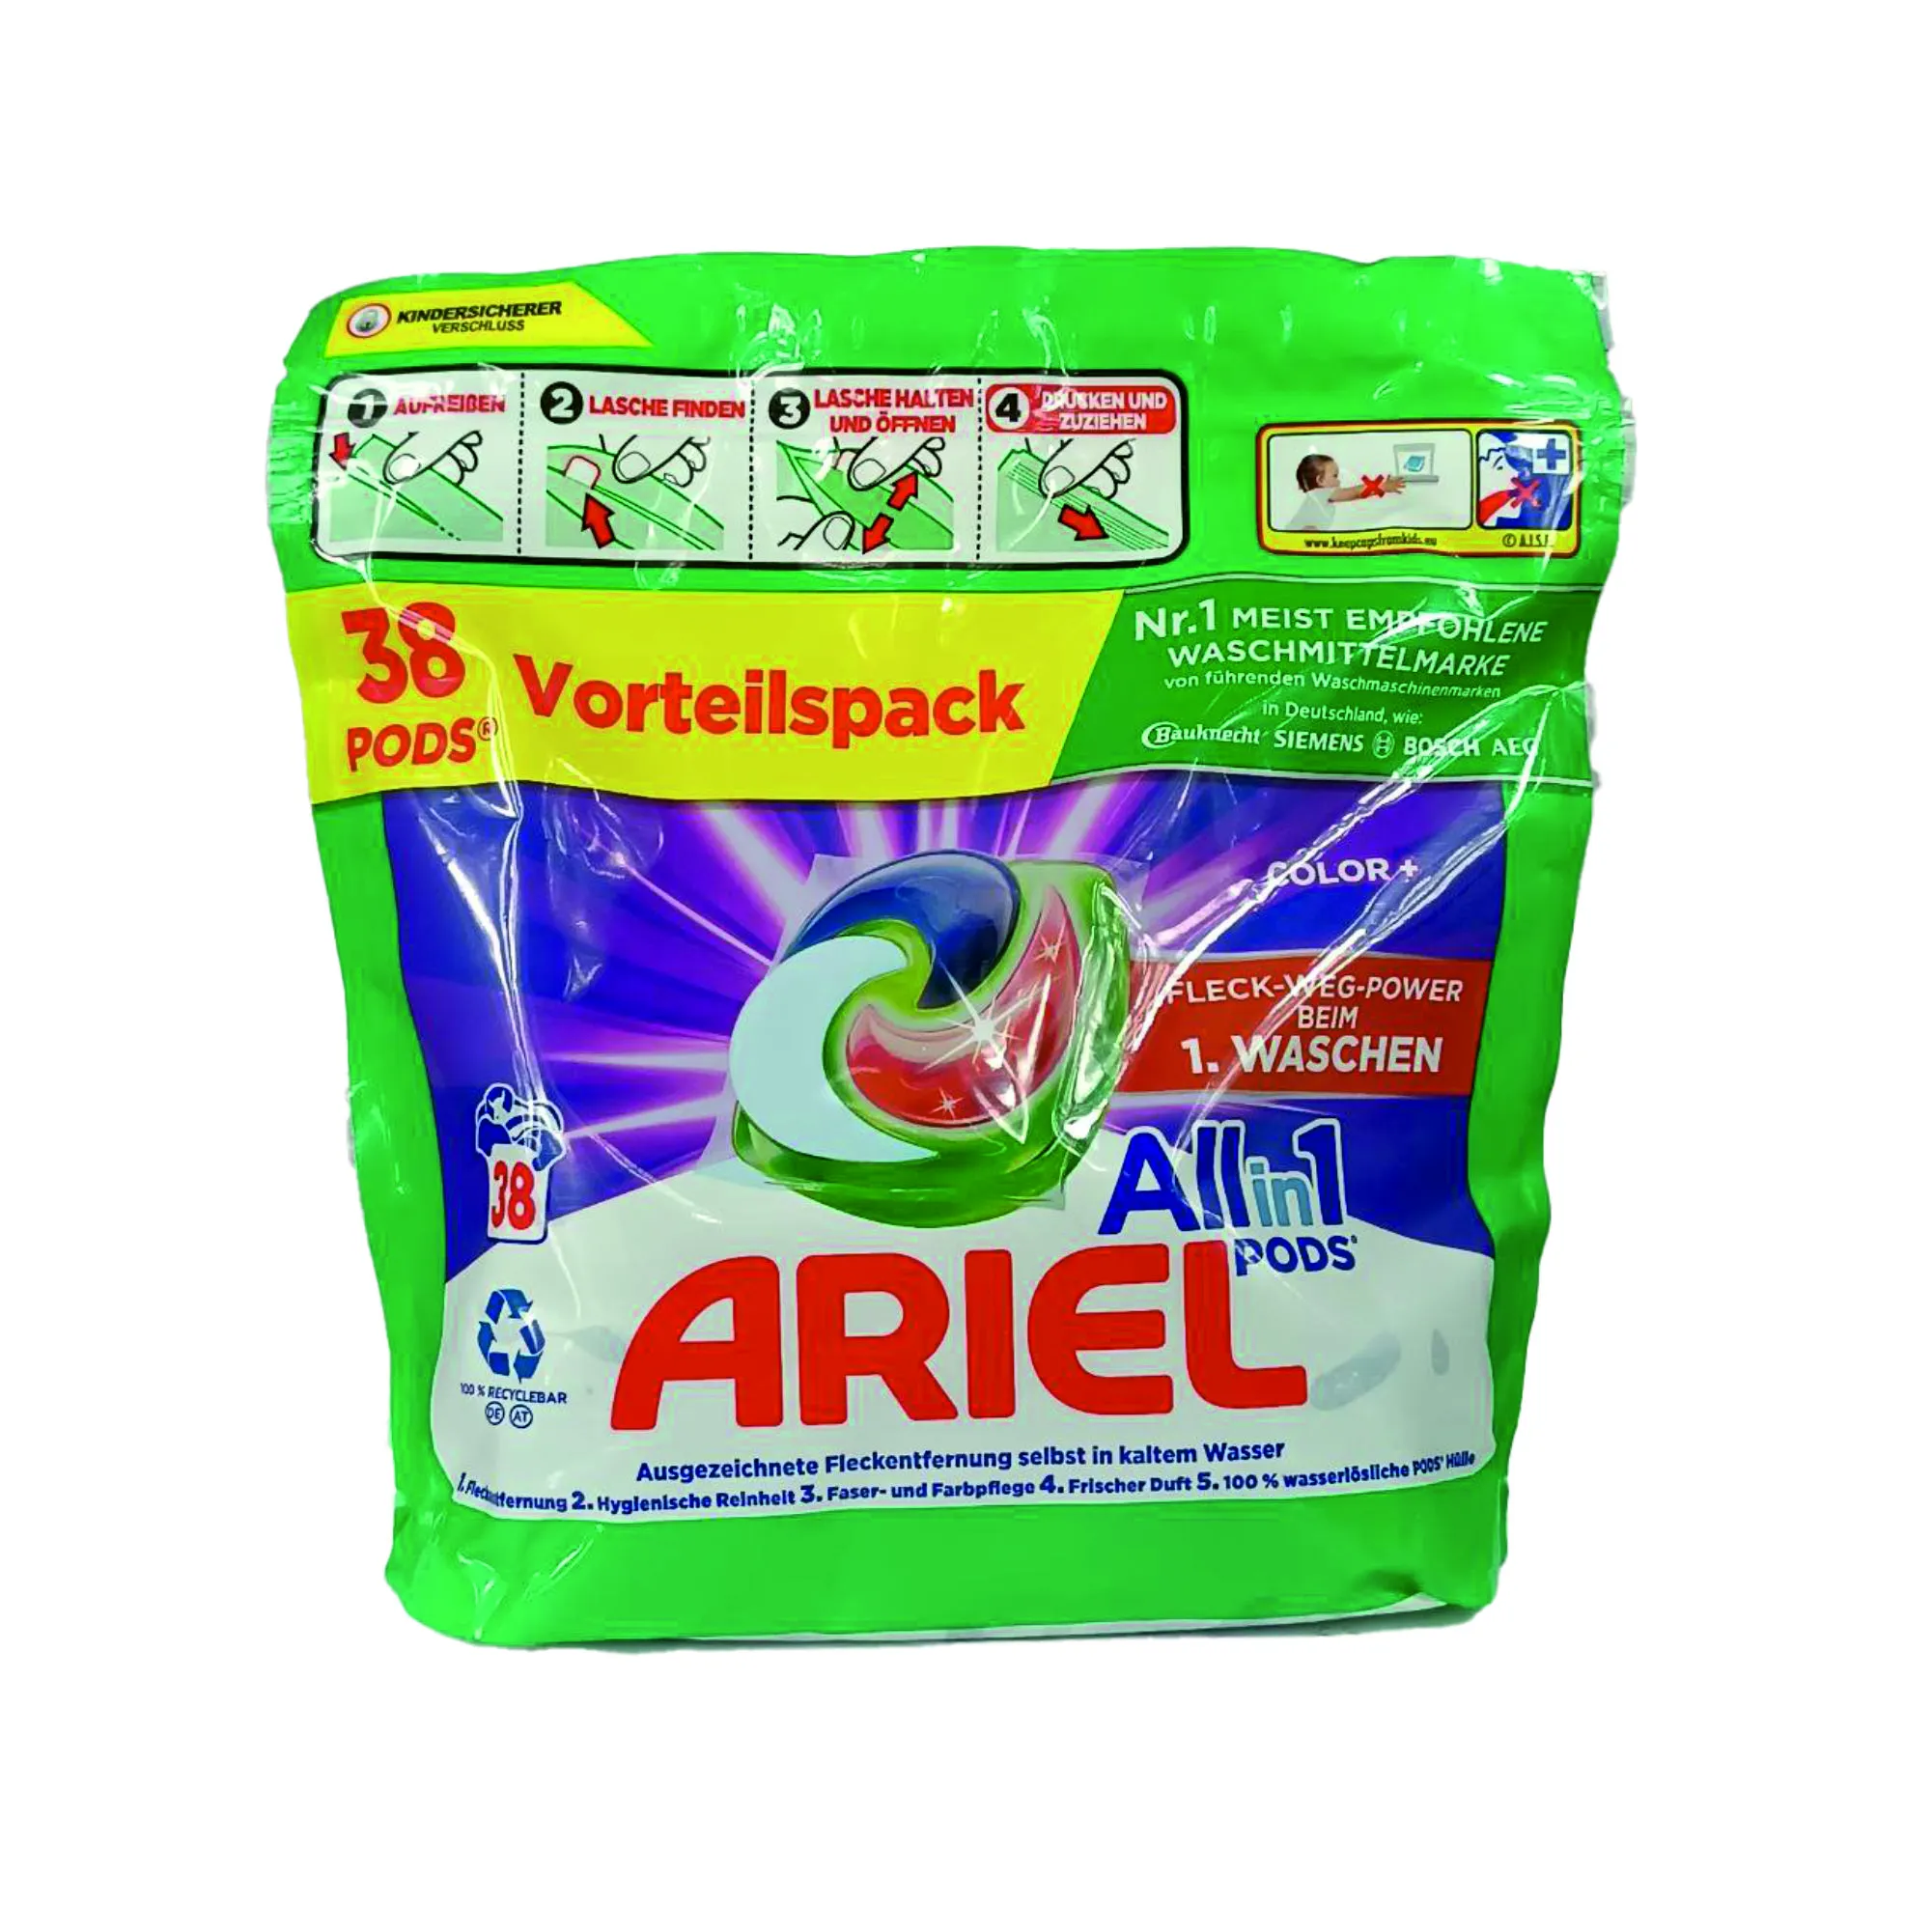 KINDERSICHERER
VERSCHLUSS
1 AUFREIßEN
2 LASCHE FINDEN
3 LASCHE HALTEN
UND ÖFFNEN
4 DRÜCKEN UND
ZUZIEHEN
www.keepcapsfromkids.eu
© A.I.S.E.
38
PODS®
Vorteilspack
Nr.1 MEIST EMPFOHLENE
WASCHMITTELMARKE
von führenden Waschmaschinenmarken
in Deutschland, wie:
Bauknecht SIEMENS BOSCH AEG
COLOR +
FLECK-WEG-POWER
BEIM
1. WASCHEN
38
All in 1
PODS®
ARIEL
100 % RECYCLEBAR
DE AT
Ausgezeichnete Fleckentfernung selbst in kaltem Wasser
1. Fleckentfernung 2. Hygienische Reinheit 3. Faser- und Farbpflege 4. Frischer Duft 5. 100 % wasserlösliche PODS® Hülle